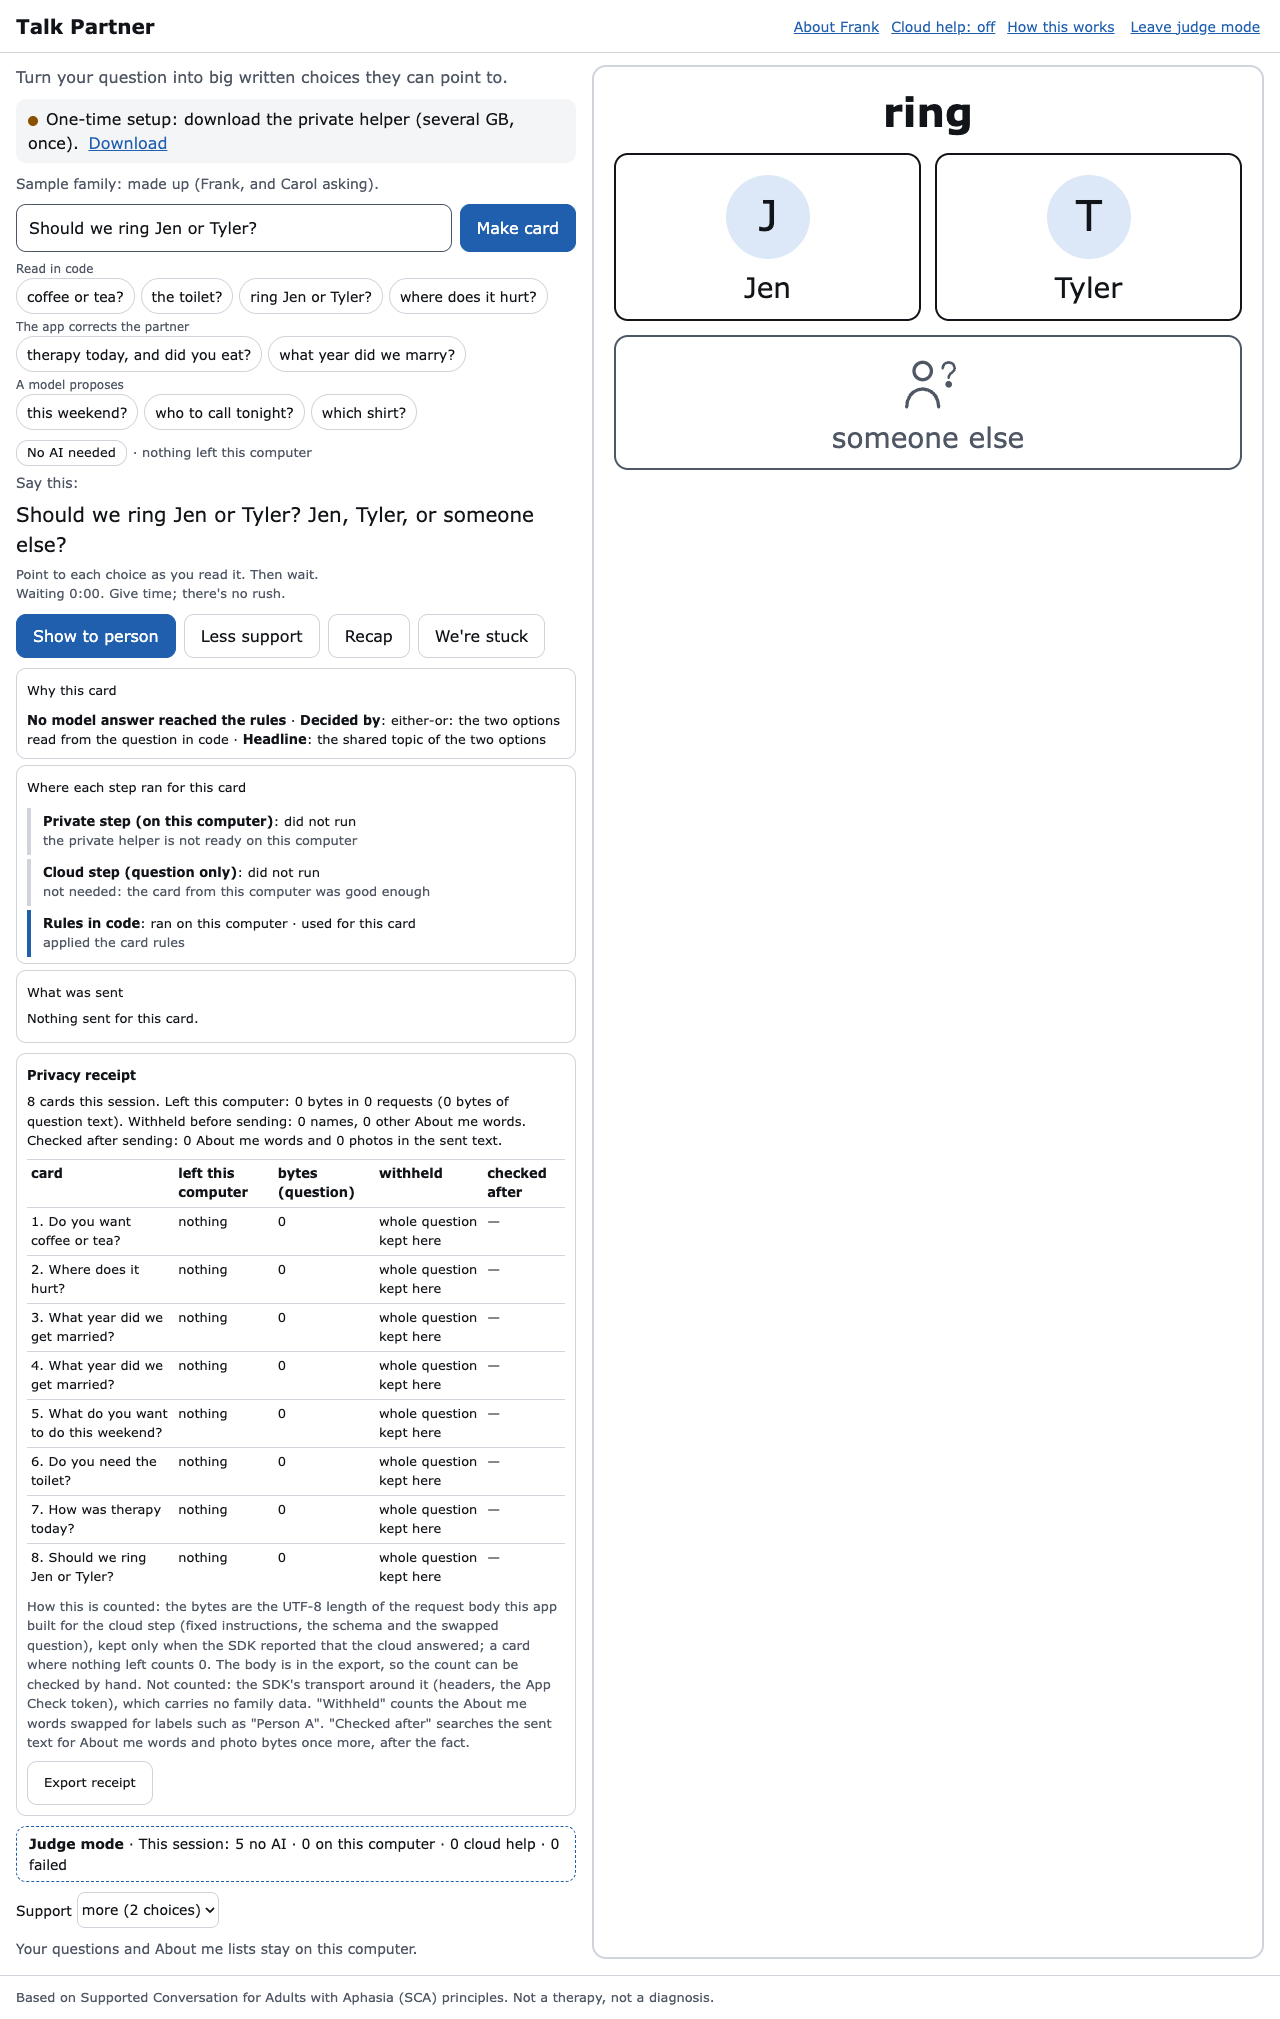 Talk Partner
About Frank Cloud help: off How this works Leave judge mode
Turn your question into big written choices they can point to.
One-time setup: download the private helper (several GB,
once). Download
Sample family: made up (Frank, and Carol asking).
Should we ring Jen or Tyler? Make card
Read in code
coffee or tea? the toilet? ring Jen or Tyler? where does it hurt?
The app corrects the partner
therapy today, and did you eat? what year did we marry?
A model proposes
this weekend? who to call tonight? which shirt?
No AI needed · nothing left this computer
Say this:
Should we ring Jen or Tyler? Jen, Tyler, or someone
else?
Point to each choice as you read it. Then wait.
Waiting 0:00. Give time; there's no rush.
Show to person Less support Recap We're stuck
Why this card
No model answer reached the rules · Decided by: either-or: the two options
read from the question in code · Headline: the shared topic of the two options
Where each step ran for this card
Private step (on this computer): did not run
the private helper is not ready on this computer
Cloud step (question only): did not run
not needed: the card from this computer was good enough
Rules in code: ran on this computer · used for this card
applied the card rules
What was sent
Nothing sent for this card.
Privacy receipt
8 cards this session. Left this computer: 0 bytes in 0 requests (0 bytes of
question text). Withheld before sending: 0 names, 0 other About me words.
Checked after sending: 0 About me words and 0 photos in the sent text.
card left this bytes withheld checked
computer (question) after
1. Do you want nothing 0 whole question —
coffee or tea? kept here
2. Where does it nothing 0 whole question —
hurt? kept here
3. What year did we nothing 0 whole question —
get married? kept here
4. What year did we nothing 0 whole question —
get married? kept here
5. What do you want nothing 0 whole question —
to do this weekend? kept here
6. Do you need the nothing 0 whole question —
toilet? kept here
7. How was therapy nothing 0 whole question —
today? kept here
8. Should we ring nothing 0 whole question —
Jen or Tyler? kept here
How this is counted: the bytes are the UTF-8 length of the request body this app
built for the cloud step (fixed instructions, the schema and the swapped
question), kept only when the SDK reported that the cloud answered; a card
where nothing left counts 0. The body is in the export, so the count can be
checked by hand. Not counted: the SDK's transport around it (headers, the App
Check token), which carries no family data. "Withheld" counts the About me
words swapped for labels such as "Person A". "Checked after" searches the sent
text for About me words and photo bytes once more, after the fact.
Export receipt
Judge mode · This session: 5 no AI · 0 on this computer · 0 cloud help · 0
failed
Support more (2 choices)
Your questions and About me lists stay on this computer.
ring
J T
Jen Tyler
?
someone else
Based on Supported Conversation for Adults with Aphasia (SCA) principles. Not a therapy, not a diagnosis.